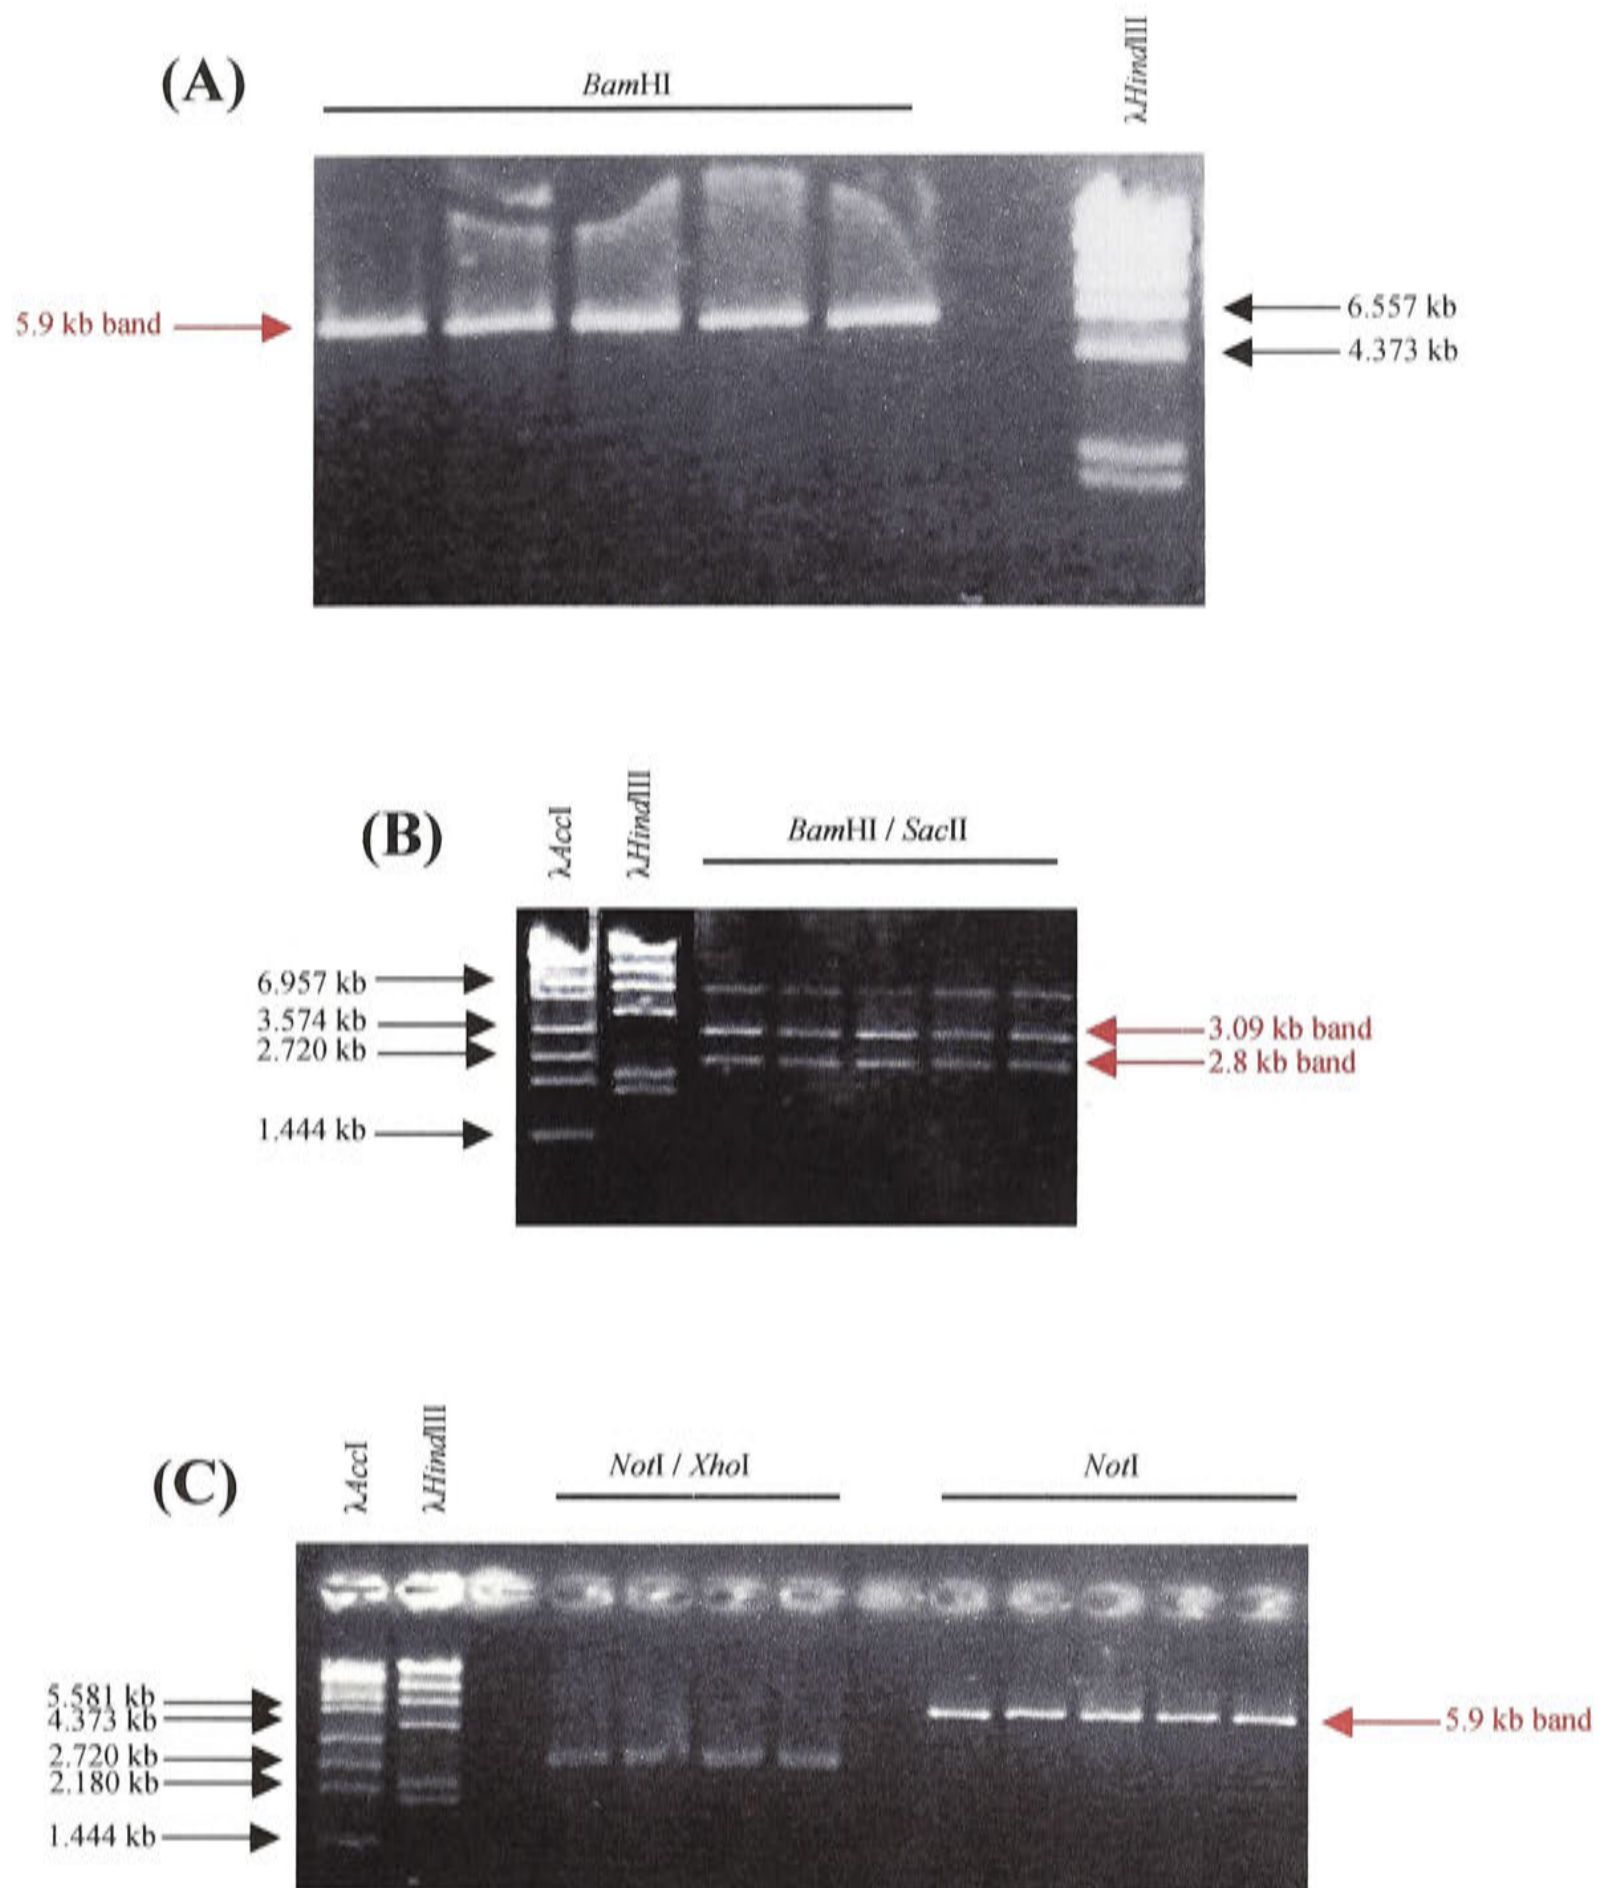 (A)
BamHI
λHindIII
5.9 kb band
6.557 kb
4.373 kb
(B)
λAccI
λHindIII
BamHI / SacII
6.957 kb
3.574 kb
2.720 kb
1.444 kb
3.09 kb band
2.8 kb band
(C)
λAccI
λHindIII
NotI / XhoI
NotI
5.581 kb
4.373 kb
2.720 kb
2.180 kb
1.444 kb
5.9 kb band